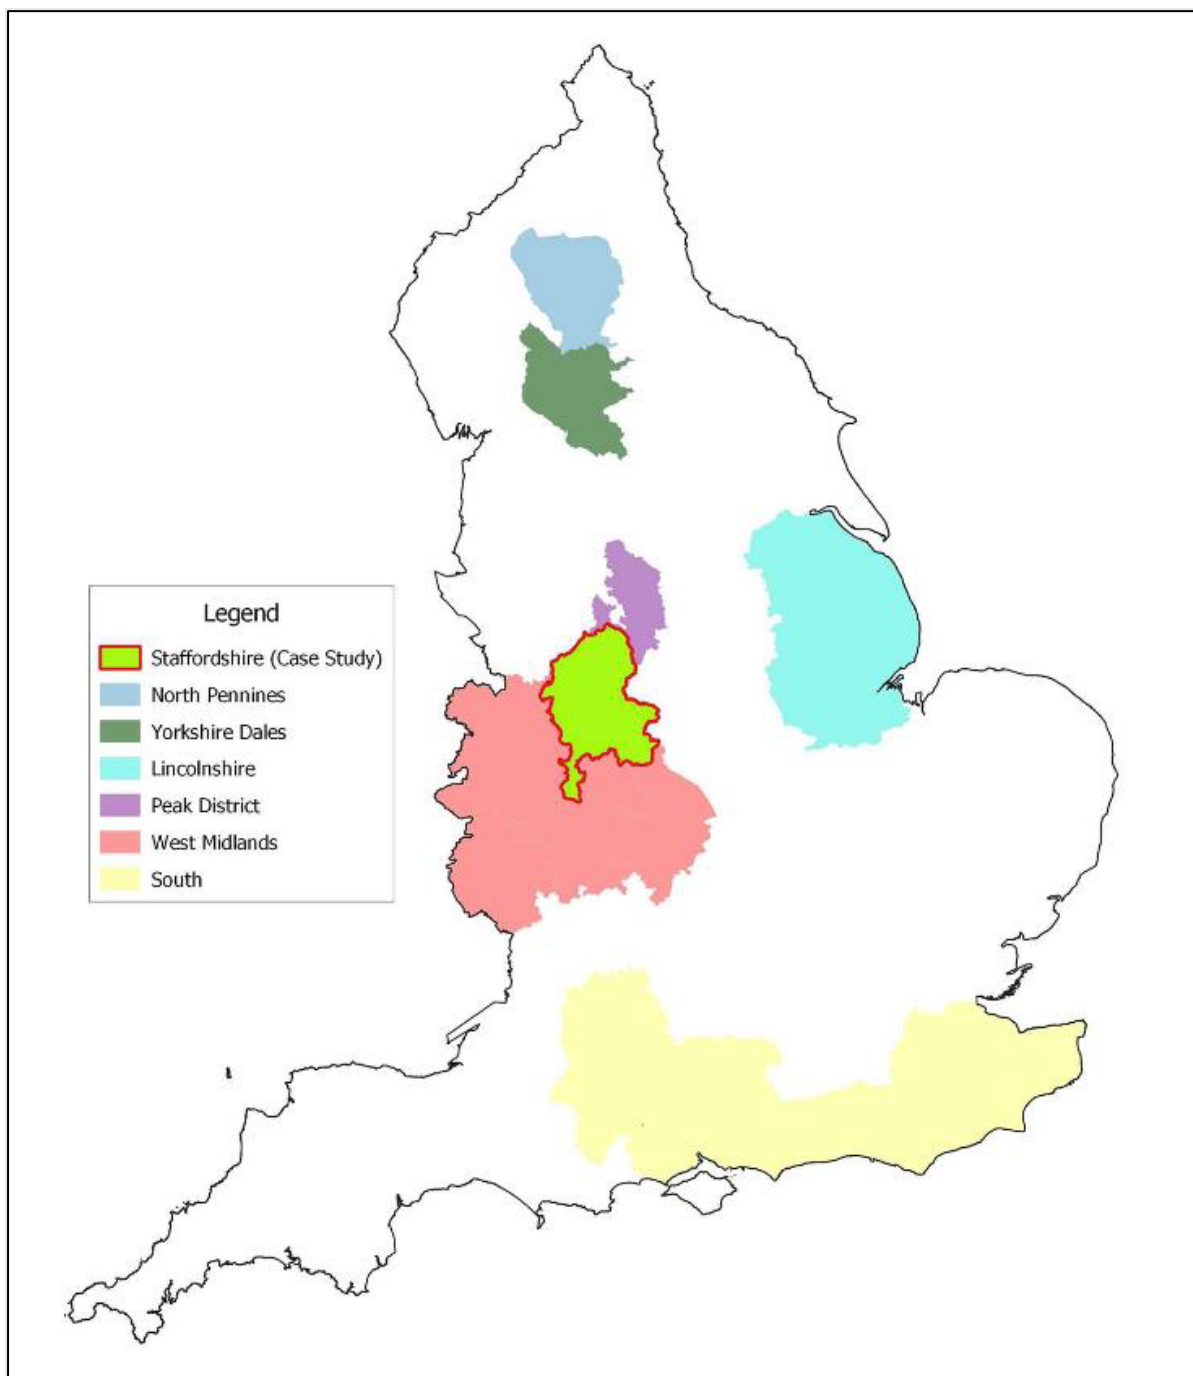 Legend
Staffordshire (Case Study)
North Pennines
Yorkshire Dales
Lincolnshire
Peak District
West Midlands
South